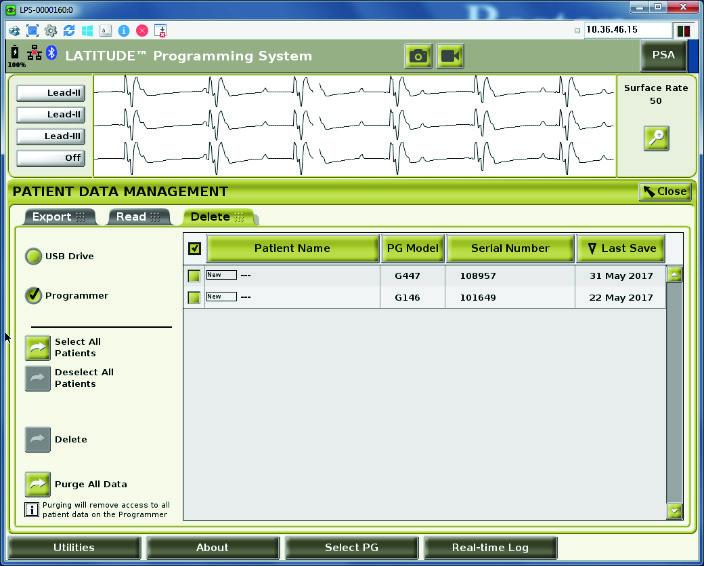 LPS-0000160:0
10.36.46.15
100%
LATITUDE™ Programming System
PSA
Lead-II
Lead-II
Lead-III
Off
Surface Rate
50
PATIENT DATA MANAGEMENT
Close
Export
Read
Delete
USB Drive
Programmer
Select All
Patients
Deselect All
Patients
Delete
Purge All Data
Purging will remove access to all
patient data on the Programmer
Patient Name
PG Model
Serial Number
Last Save
New
---
G447
108957
31 May 2017
New
---
G146
101649
22 May 2017
Utilities
About
Select PG
Real-time Log